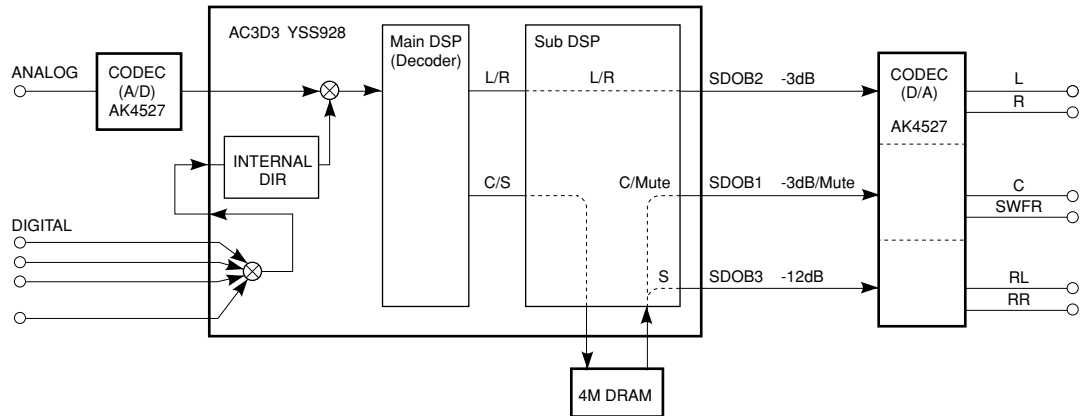 AC3D3 YSS928
ANALOG
CODEC
(A/D)
AK4527
Main DSP
(Decoder)
Sub DSP
L/R
L/R
SDOB2 -3dB
CODEC
(D/A)
AK4527
L
R
INTERNAL
DIR
C/S
C/Mute
SDOB1 -3dB/Mute
C
SWFR
DIGITAL
S
SDOB3 -12dB
RL
RR
4M DRAM